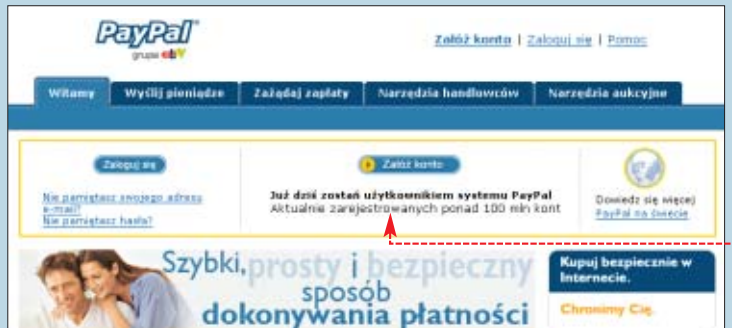 PayPal
grupa eBY
Załóż konto | Zaloguj się | Pomoc
Witamy Wyślij pieniądze Zażądaj zapłaty Narzędzia handlowców Narzędzia aukcyjne
Zaloguj się
Nie pamiętasz swojego adresu
e-mail?
Nie pamiętasz hasła?
Załóż konto
Już dziś zostań użytkownikiem systemu PayPal
Aktualnie zarejestrowanych ponad 100 mln kont
Dowiedz się więcej
PayPal na świecie
Szybki, prosty i bezpieczny
sposób
dokonywania płatności
Kupuj bezpiecznie w
Internecie.
Chronimy Cię.